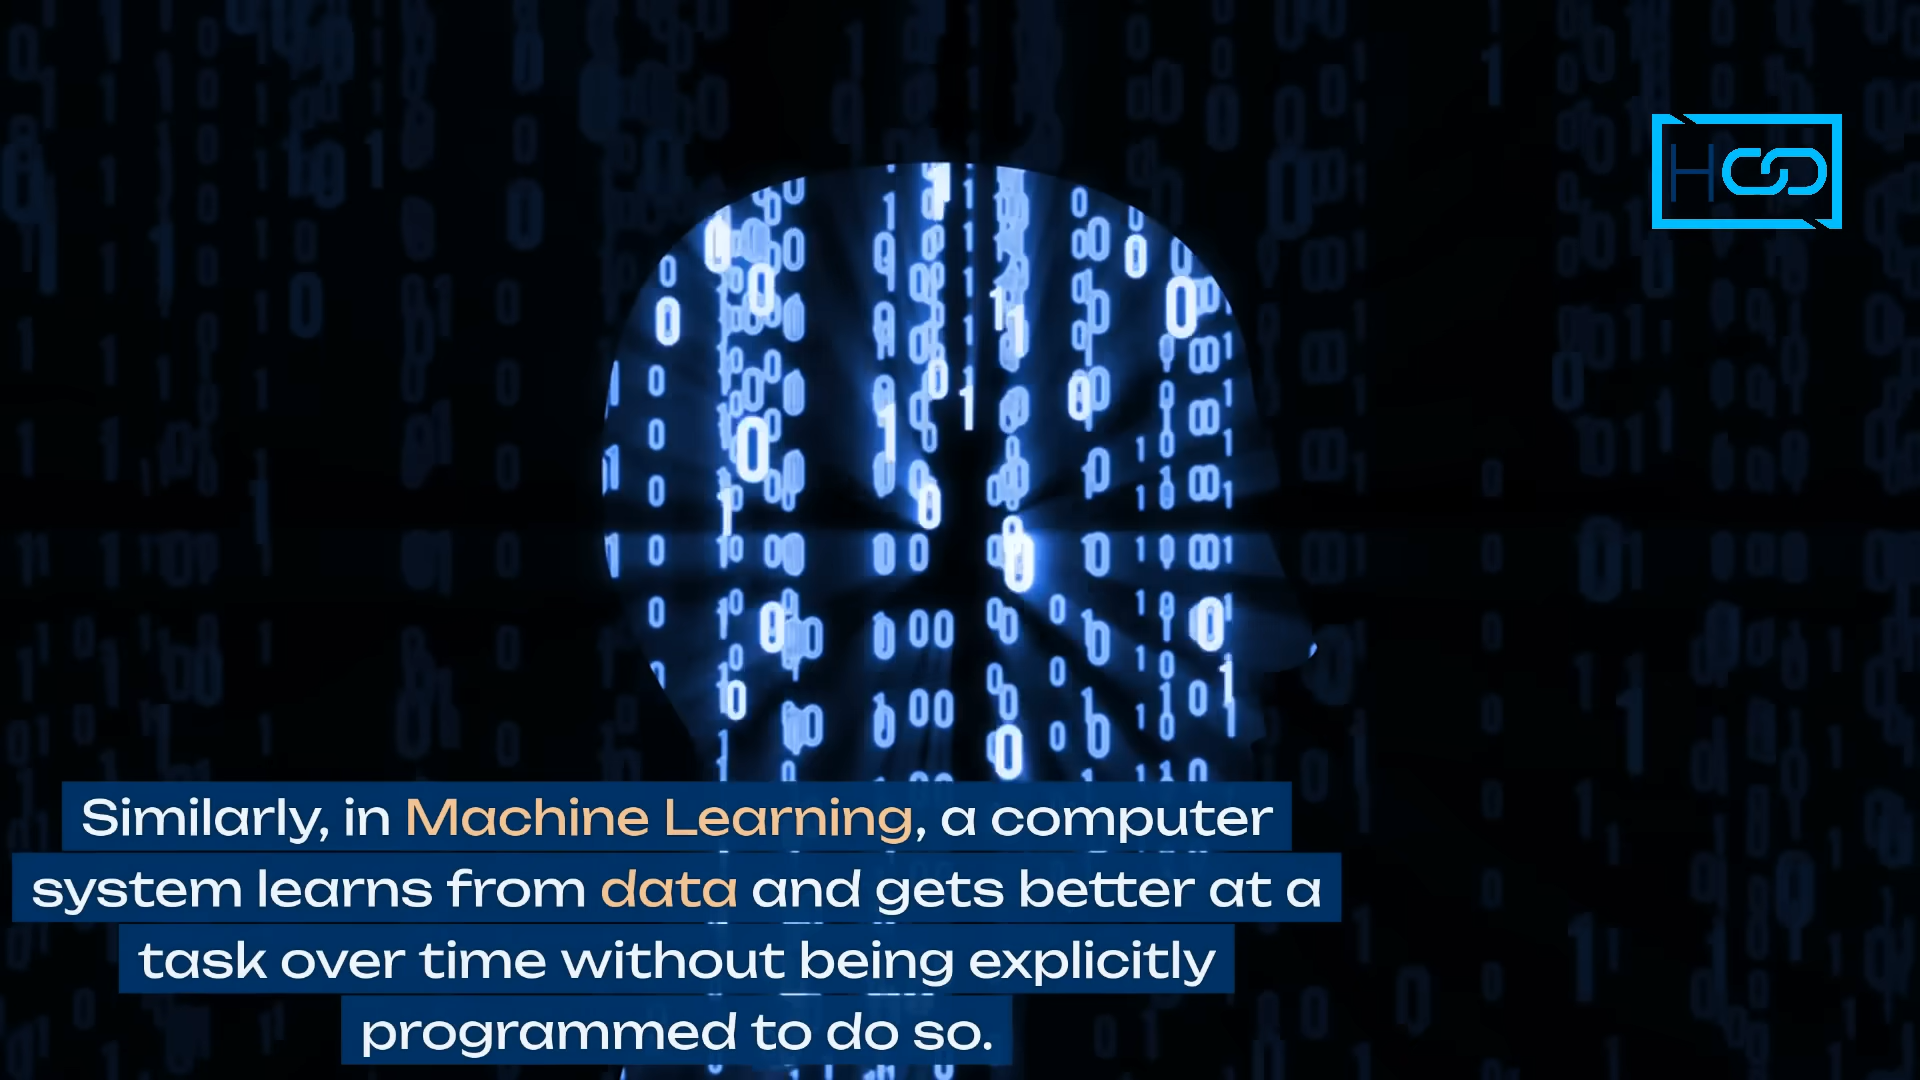 Similarly, in Machine Learning, a computer
system learns from data and gets better at a
task over time without being explicitly
programmed to do so.